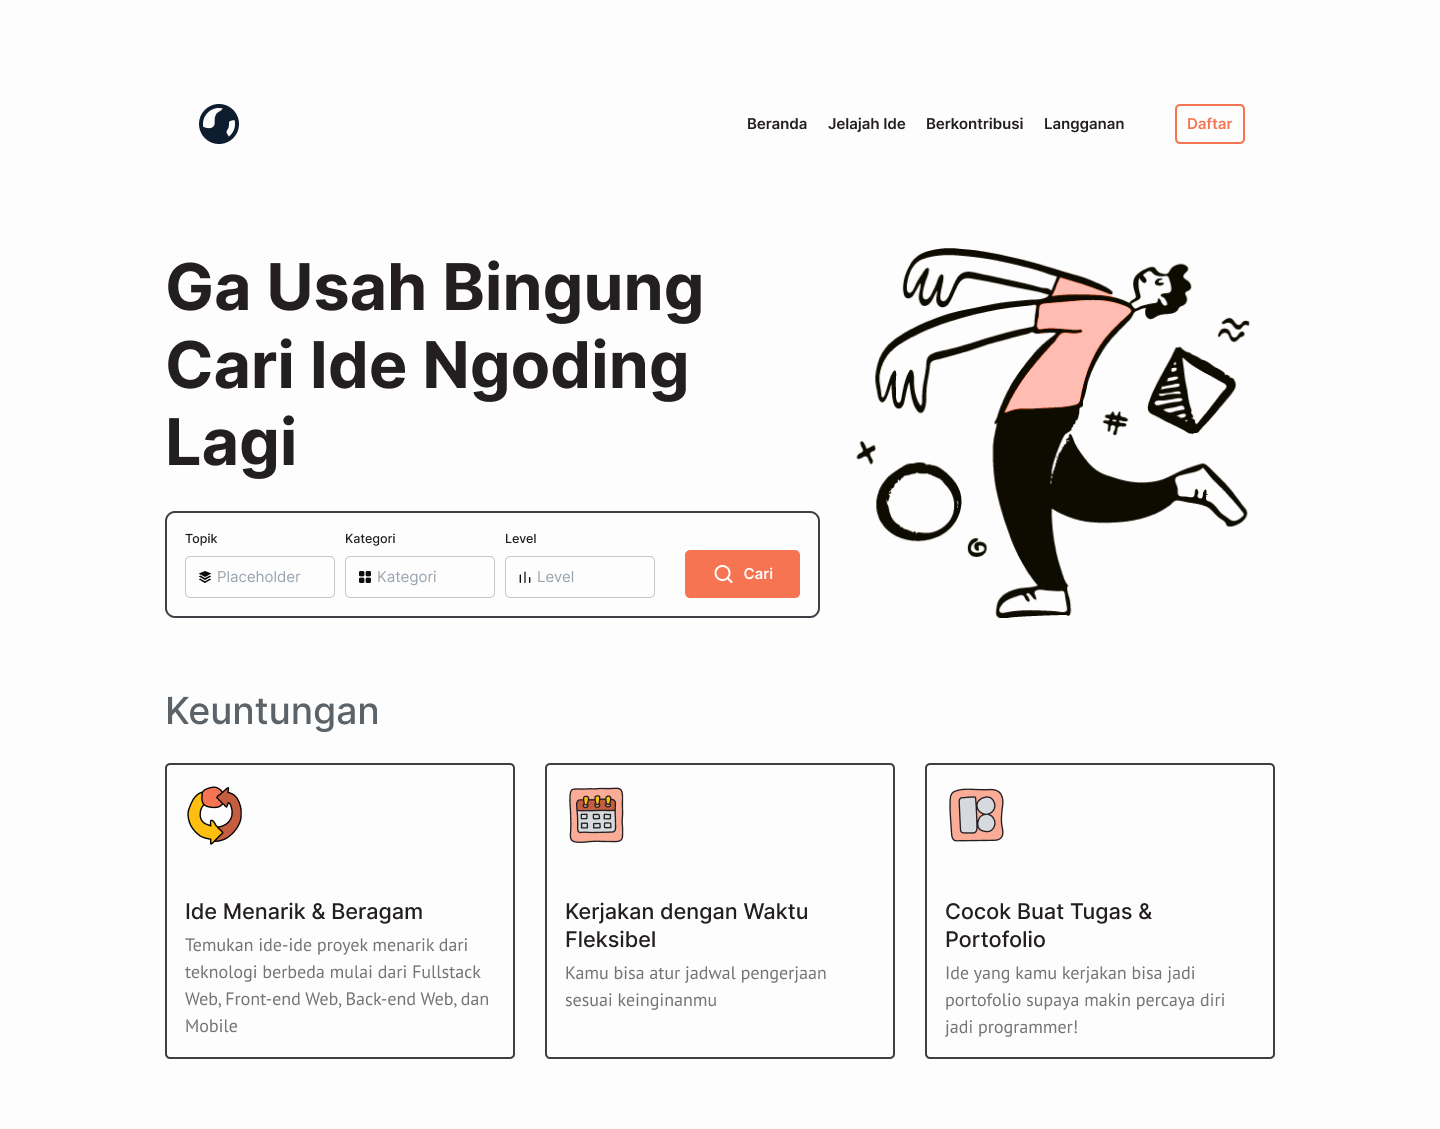 Beranda Jelajah Ide Berkontribusi Langganan Daftar
Ga Usah Bingung
Cari Ide Ngoding
Lagi
Topik Kategori Level
Placeholder Kategori Level Cari
Keuntungan
Ide Menarik & Beragam
Temukan ide-ide proyek menarik dari
teknologi berbeda mulai dari Fullstack
Web, Front-end Web, Back-end Web, dan
Mobile
Kerjakan dengan Waktu
Fleksibel
Kamu bisa atur jadwal pengerjaan
sesuai keinginanmu
Cocok Buat Tugas &
Portofolio
Ide yang kamu kerjakan bisa jadi
portofolio supaya makin percaya diri
jadi programmer!